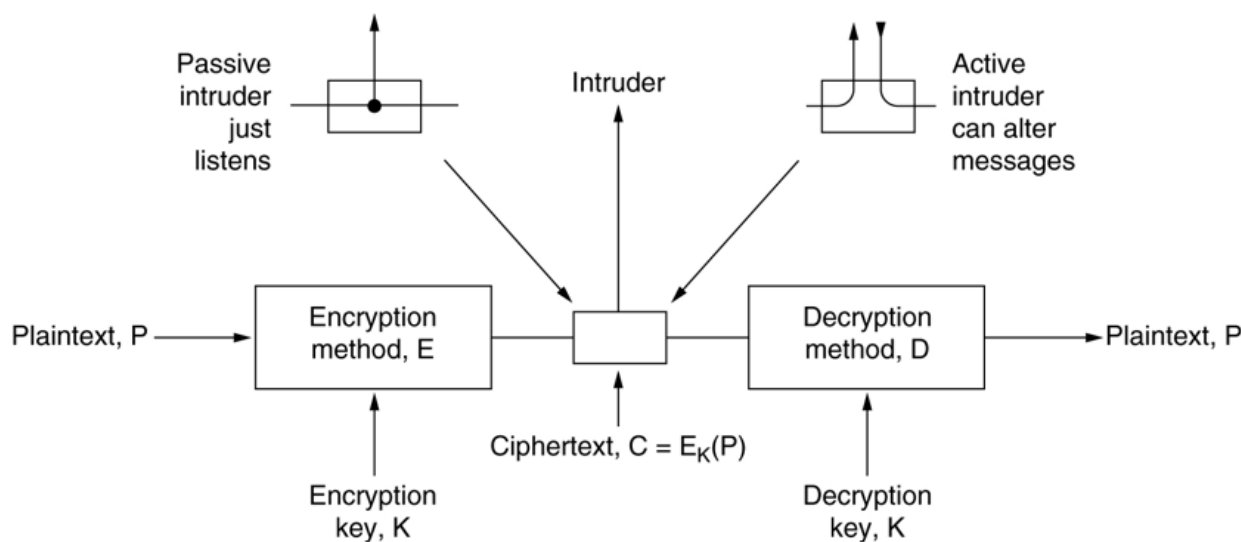 Passive
intruder
just
listens
Intruder
Active
intruder
can alter
messages
Plaintext, P
Encryption
method, E
Decryption
method, D
Plaintext, P
Ciphertext, C = E_K(P)
Encryption
key, K
Decryption
key, K